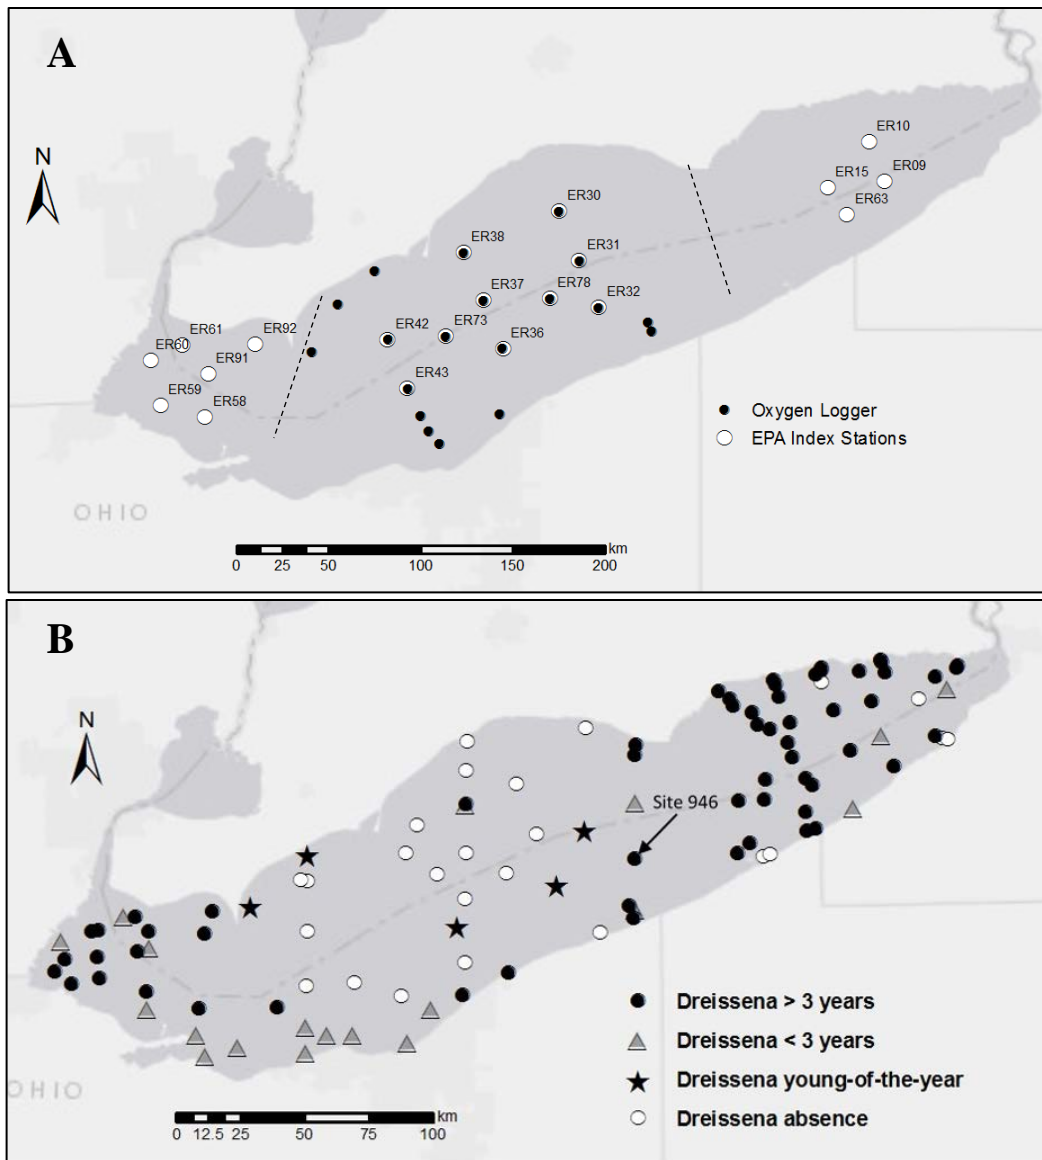 A
N
ER10
ER15
ER09
ER63
ER30
ER38
ER31
ER37
ER78
ER32
ER61
ER92
ER42
ER73
ER36
ER60
ER91
ER43
ER59
ER58
Oxygen Logger
EPA Index Stations
OHIO
km
0 25 50 100 150 200
B
N
Site 946
Dreissena > 3 years
Dreissena < 3 years
Dreissena young-of-the-year
Dreissena absence
OHIO
km
0 12.5 25 50 75 100